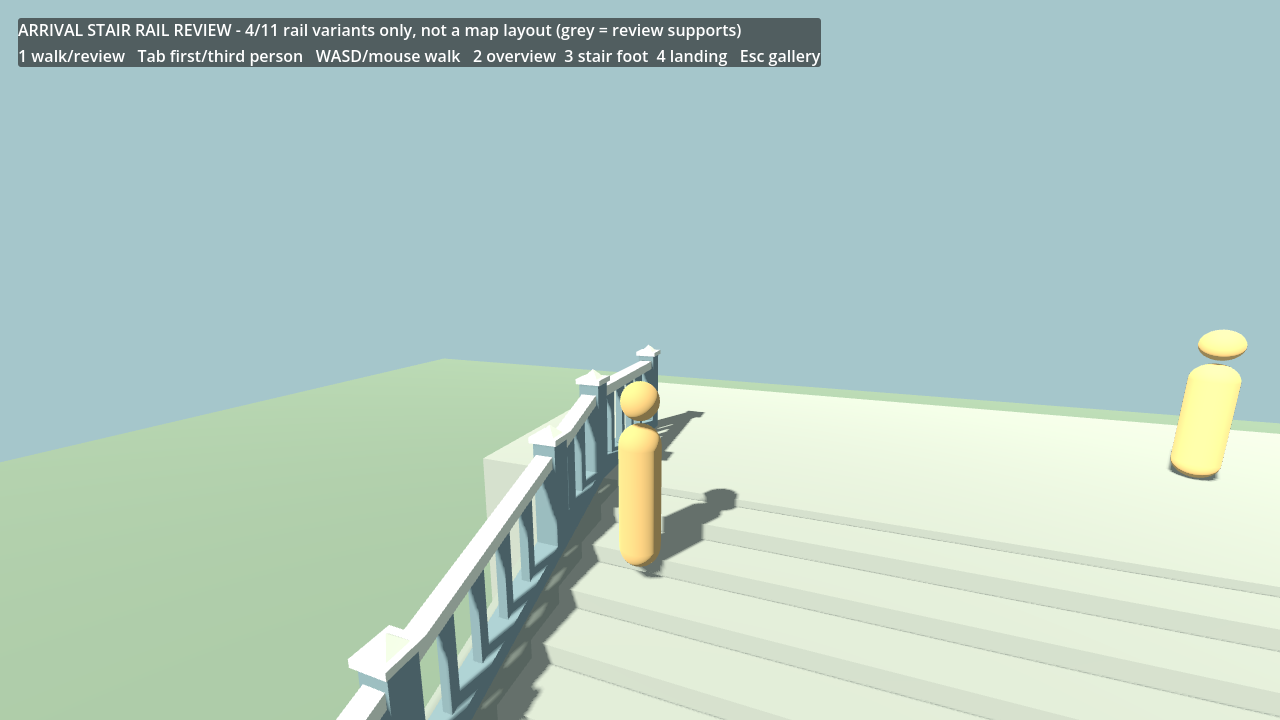 ARRIVAL STAIR RAIL REVIEW - 4/11 rail variants only, not a map layout (grey = review supports)
1 walk/review   Tab first/third person   WASD/mouse walk   2 overview  3 stair foot  4 landing   Esc gallery